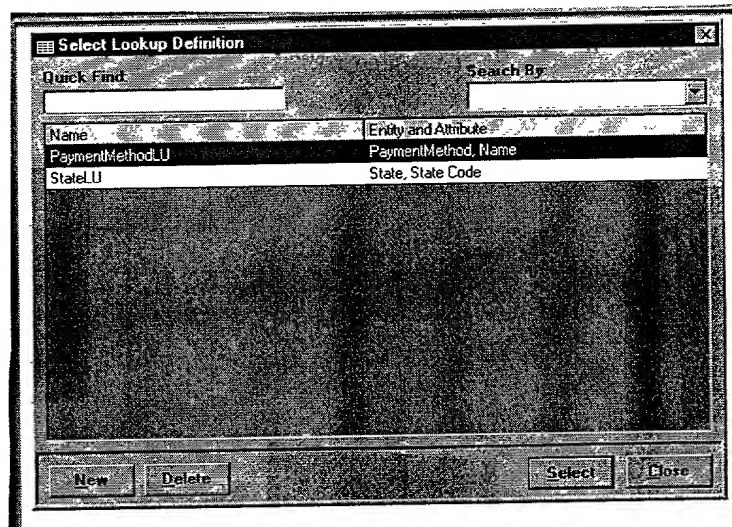 Select Lookup Definition
Quick Find
Search By
Name Entity and Attribute
PaymentMethodLU PaymentMethod, Name
StateLU State, State Code
New Delete Select Close